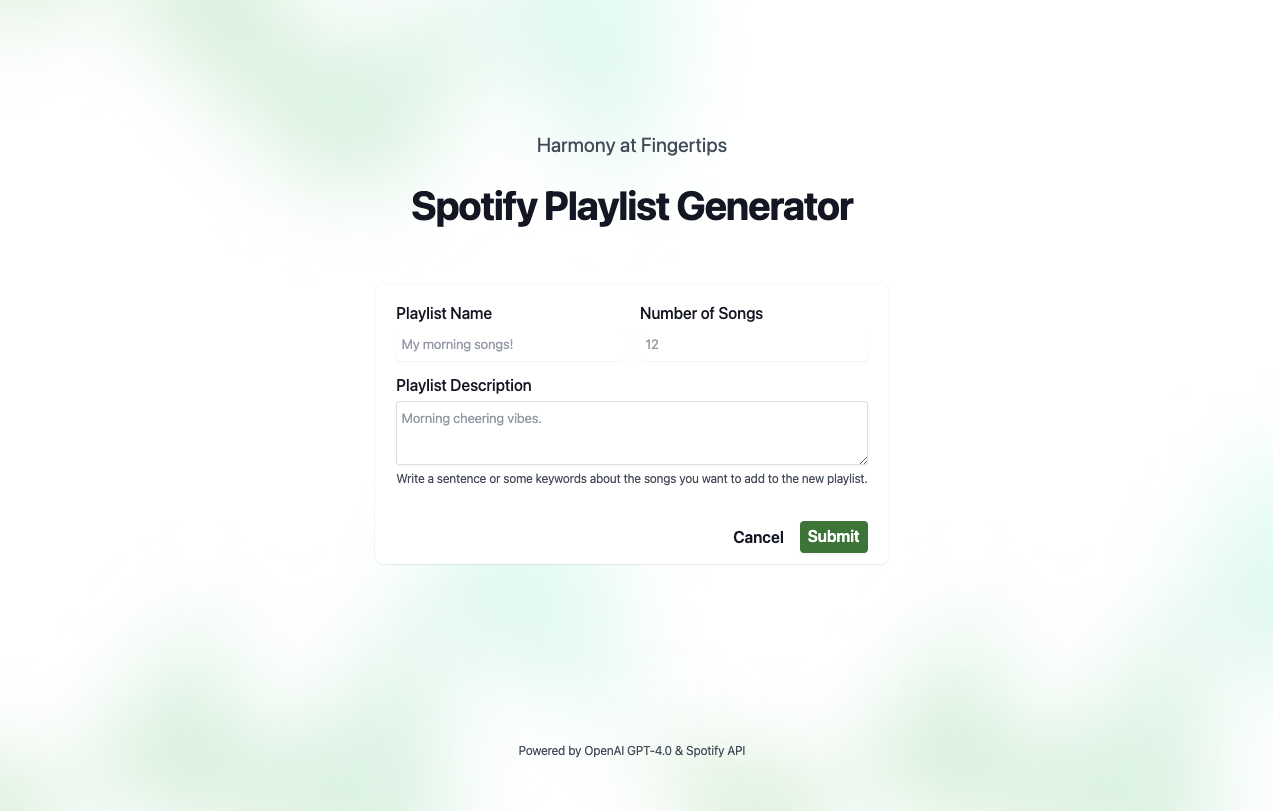 Harmony at Fingertips
Spotify Playlist Generator
Playlist Name
Number of Songs
My morning songs!
12
Playlist Description
Morning cheering vibes.
Write a sentence or some keywords about the songs you want to add to the new playlist.
Cancel
Submit
Powered by OpenAI GPT-4.0 & Spotify API